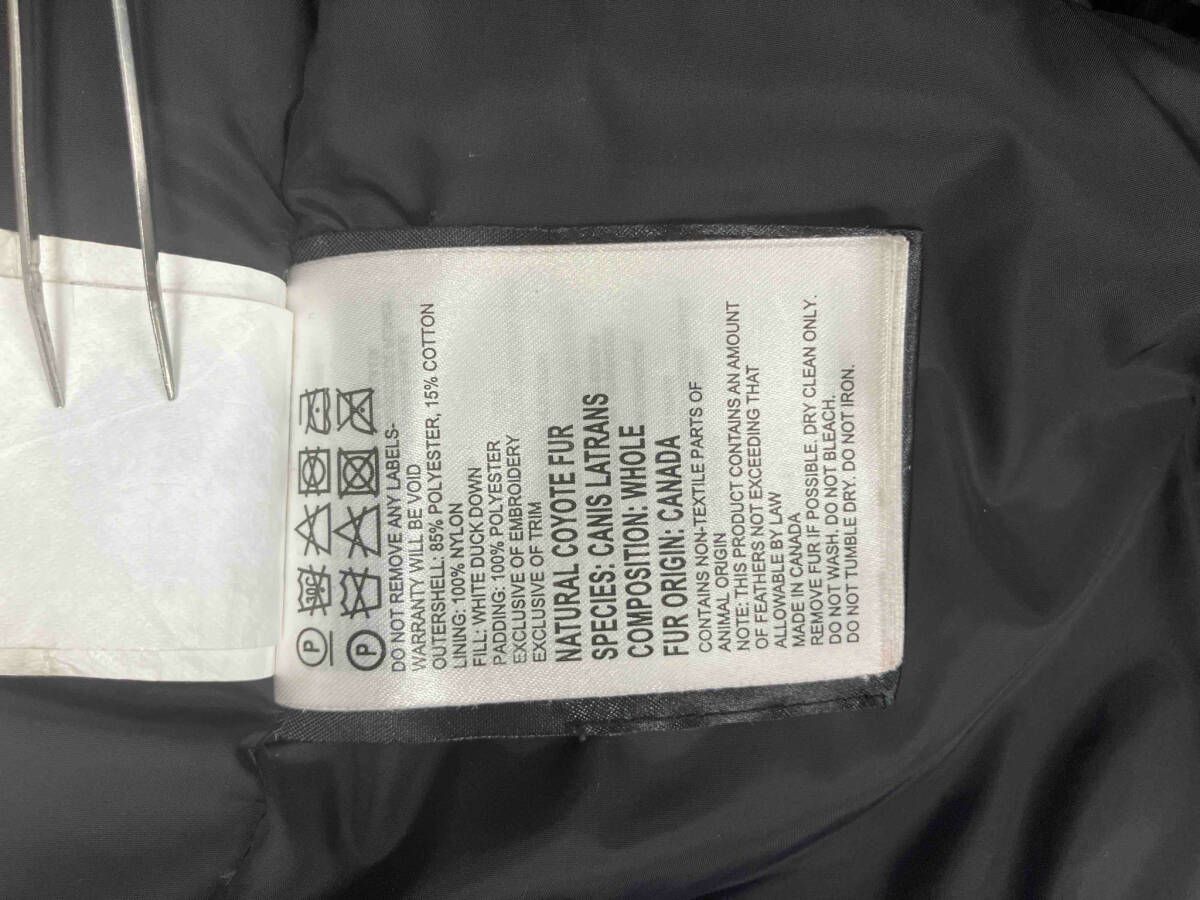 P
30°C
P
DO NOT REMOVE ANY LABELS-
WARRANTY WILL BE VOID
OUTERSHELL: 85% POLYESTER, 15% COTTON
LINING: 100% NYLON
FILL: WHITE DUCK DOWN
PADDING: 100% POLYESTER
EXCLUSIVE OF EMBROIDERY
EXCLUSIVE OF TRIM
NATURAL COYOTE FUR
SPECIES: CANIS LATRANS
COMPOSITION: WHOLE
FUR ORIGIN: CANADA
CONTAINS NON-TEXTILE PARTS OF
ANIMAL ORIGIN
NOTE: THIS PRODUCT CONTAINS AN AMOUNT
OF FEATHERS NOT EXCEEDING THAT
ALLOWABLE BY LAW
MADE IN CANADA
REMOVE FUR IF POSSIBLE. DRY CLEAN ONLY.
DO NOT WASH. DO NOT BLEACH.
DO NOT TUMBLE DRY. DO NOT IRON.